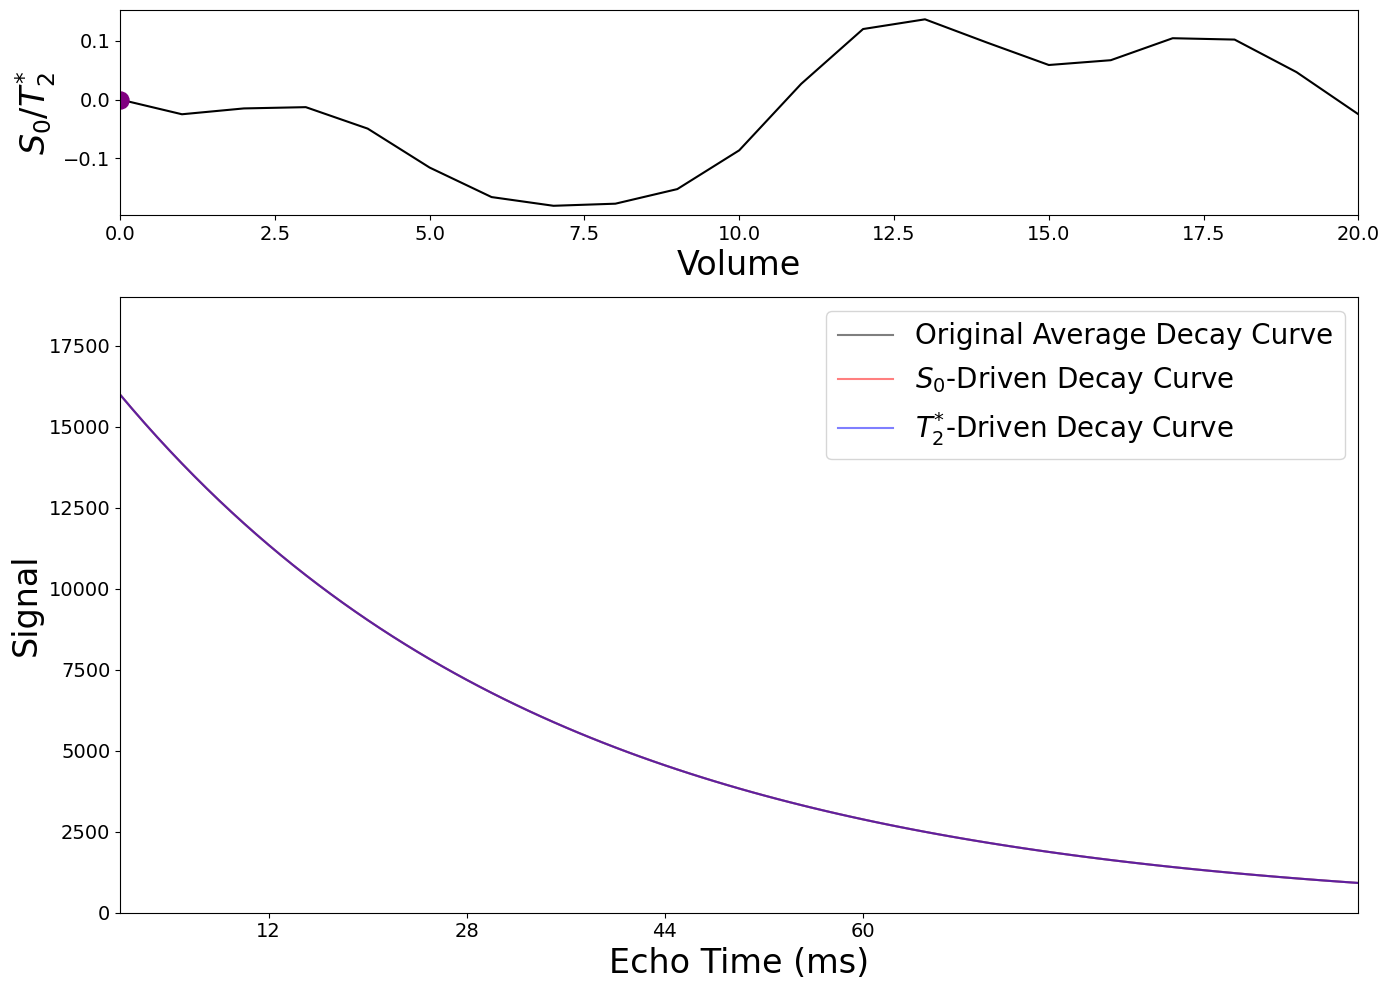 0.1
0.0
−0.1
S₀/T₂*
0.0 2.5 5.0 7.5 10.0 12.5 15.0 17.5 20.0
Volume
Original Average Decay Curve
S₀-Driven Decay Curve
T₂*-Driven Decay Curve
17500
15000
12500
10000
7500
5000
2500
0
Signal
12 28 44 60
Echo Time (ms)